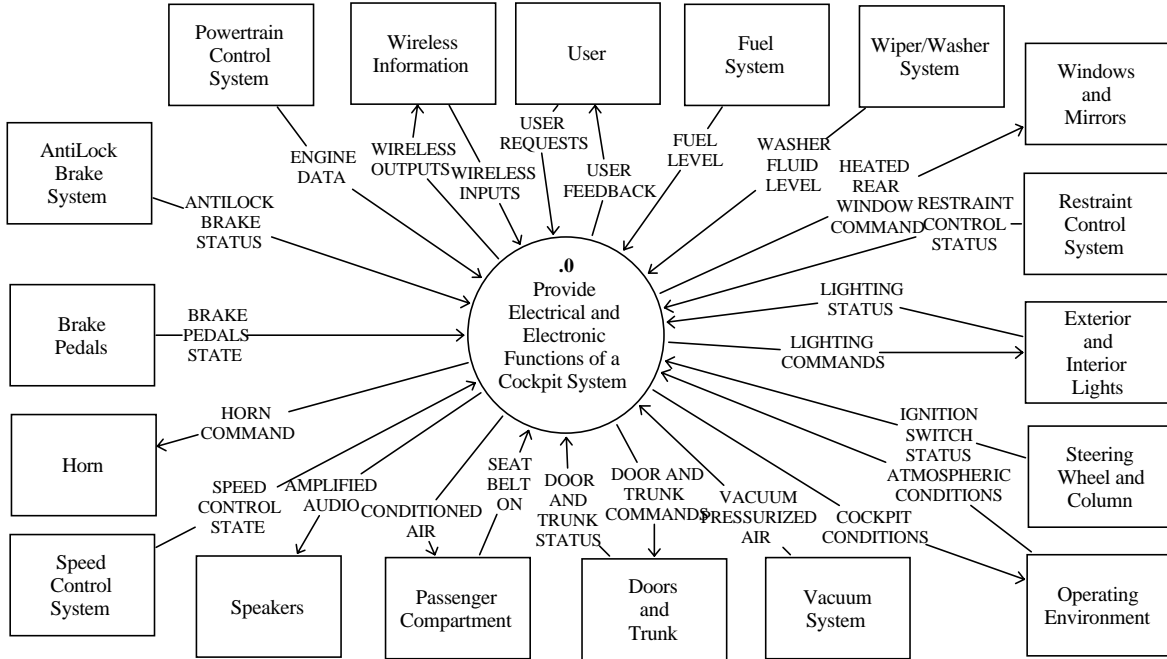 Powertrain
Control
System
Wireless
Information
User
Fuel
System
Wiper/Washer
System
Windows
and
Mirrors
AntiLock
Brake
System
ENGINE
DATA
WIRELESS
OUTPUTS
WIRELESS
INPUTS
USER
REQUESTS
USER
FEEDBACK
FUEL
LEVEL
WASHER
FLUID
LEVEL
HEATED
REAR
WINDOW
COMMAND
RESTRAINT
CONTROL
STATUS
Restraint
Control
System
ANTILOCK
BRAKE
STATUS
.0
Provide
Electrical and
Electronic
Functions of a
Cockpit System
Brake
Pedals
BRAKE
PEDALS
STATE
LIGHTING
STATUS
LIGHTING
COMMANDS
Exterior
and
Interior
Lights
Horn
HORN
COMMAND
IGNITION
SWITCH
STATUS
Steering
Wheel and
Column
ATMOSPHERIC
CONDITIONS
Speed
Control
System
SPEED
CONTROL
STATE
AMPLIFIED
AUDIO
CONDITIONED
AIR
SEAT
BELT
ON
DOOR
AND
TRUNK
STATUS
DOOR AND
TRUNK
COMMANDS
VACUUM
PRESSURIZED
AIR
COCKPIT
CONDITIONS
Speakers
Passenger
Compartment
Doors
and
Trunk
Vacuum
System
Operating
Environment